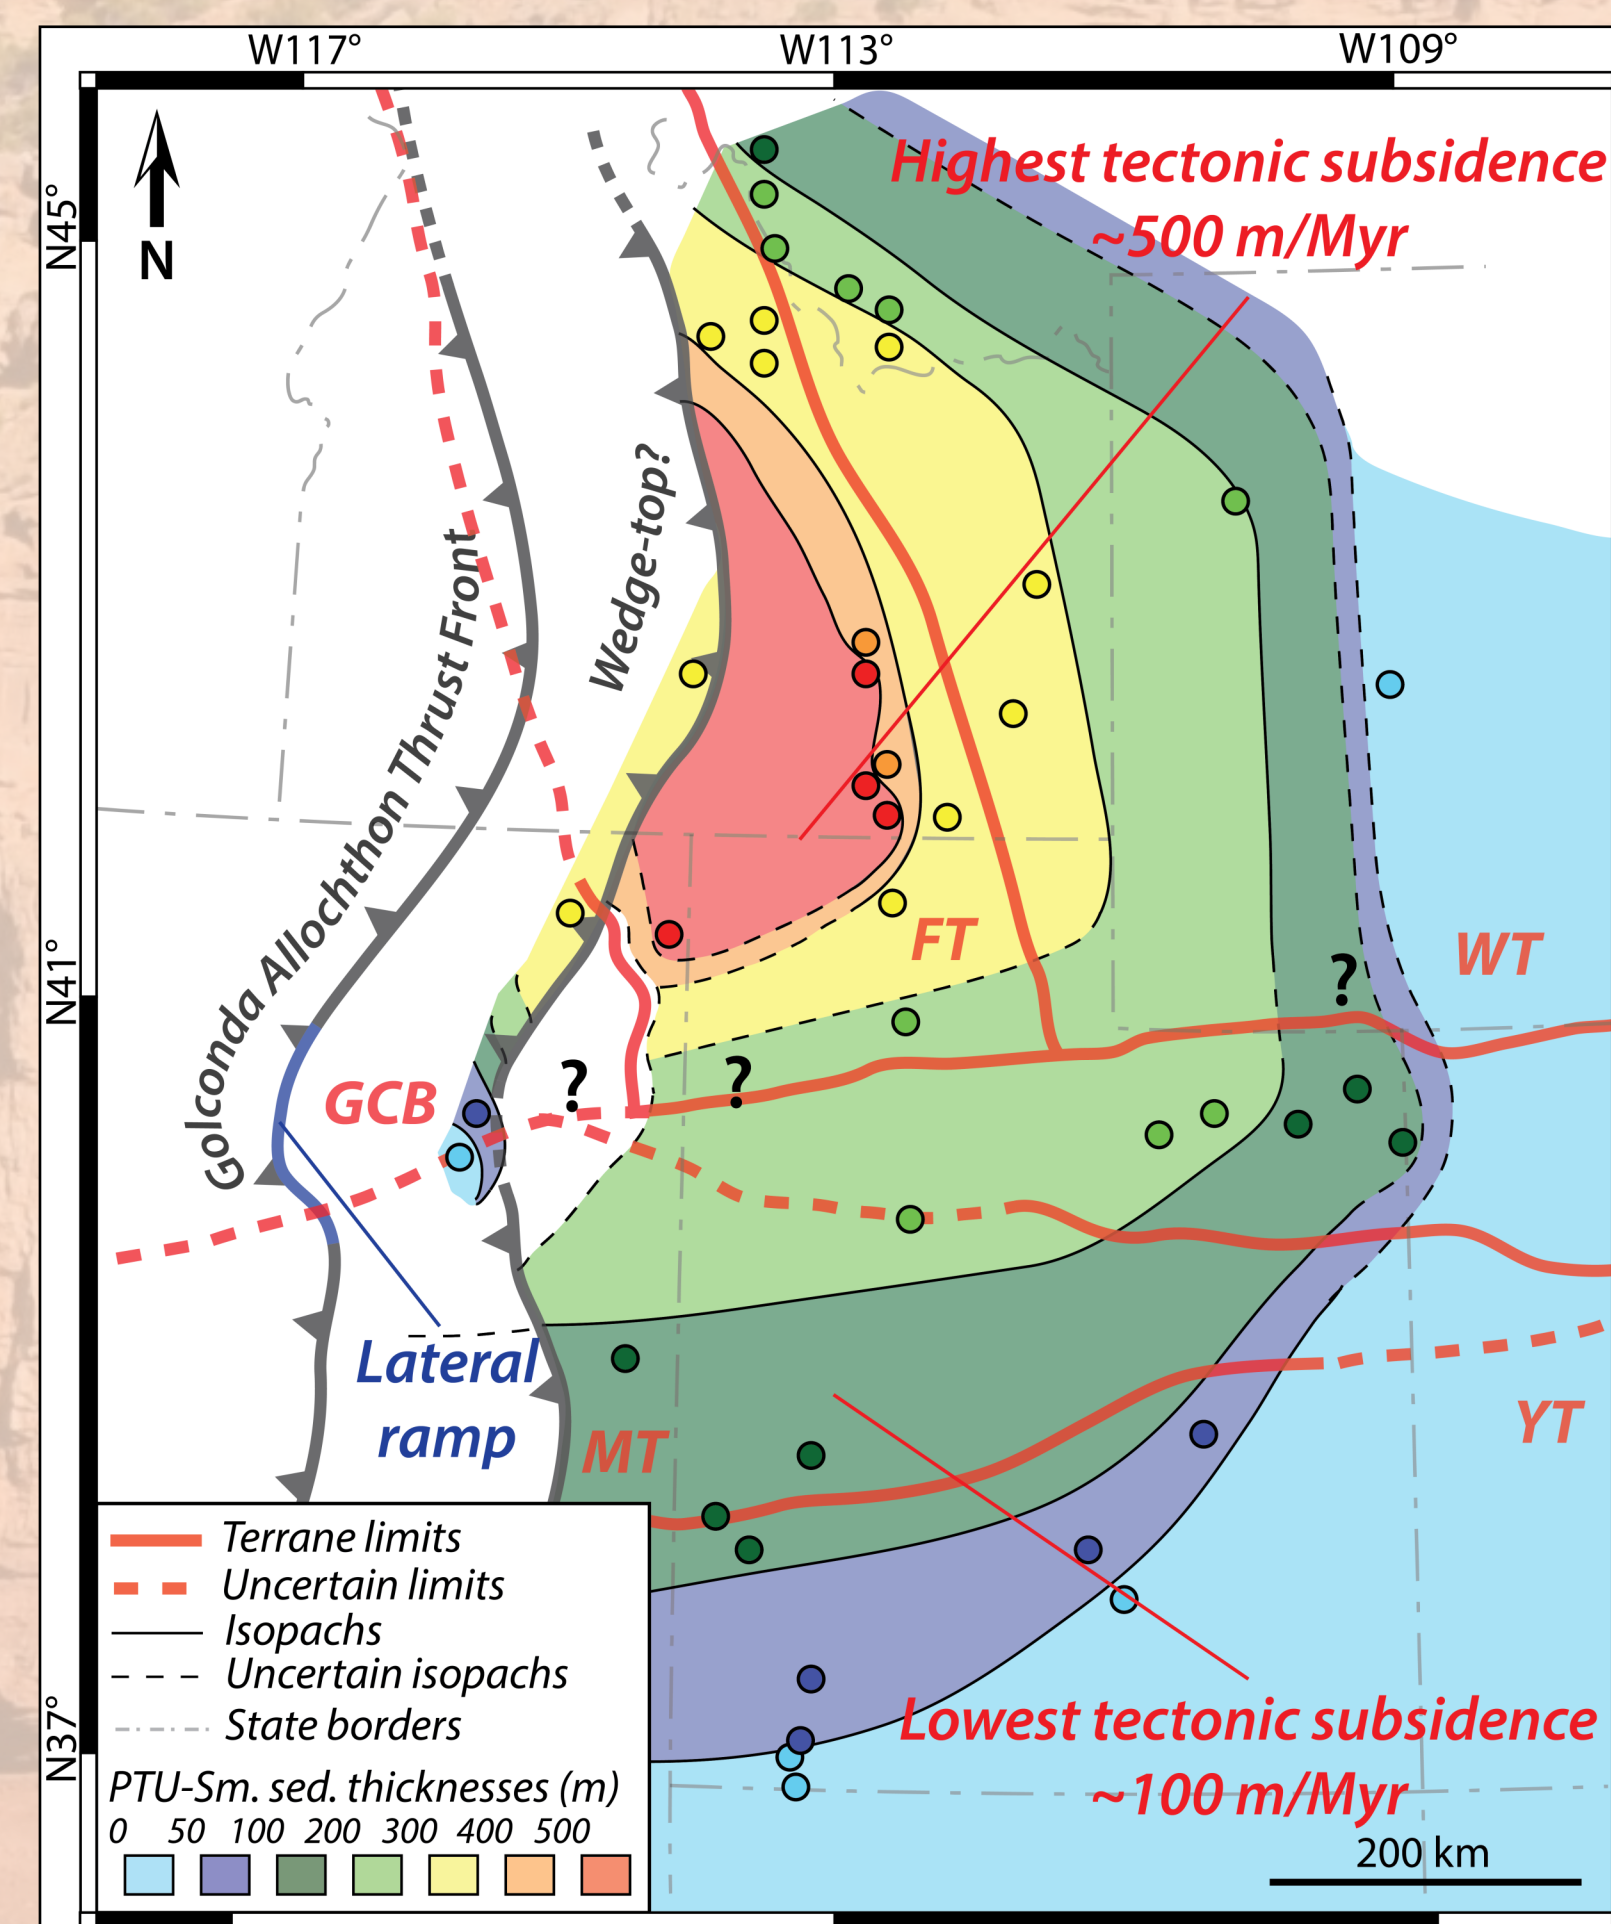 W117° W113° W109°
Highest tectonic subsidence
~500 m/Myr
N45°
N
Wedge-top?
Golconda Allochthon Thrust Front
FT
WT
N41°
?
?
?
GCB
Lateral
ramp
MT
YT
Terrane limits
Uncertain limits
Isopachs
Uncertain isopachs
State borders
N37°
Lowest tectonic subsidence
~100 m/Myr
PTU-Sm. sed. thicknesses (m)
0 50 100 200 300 400 500
200 km